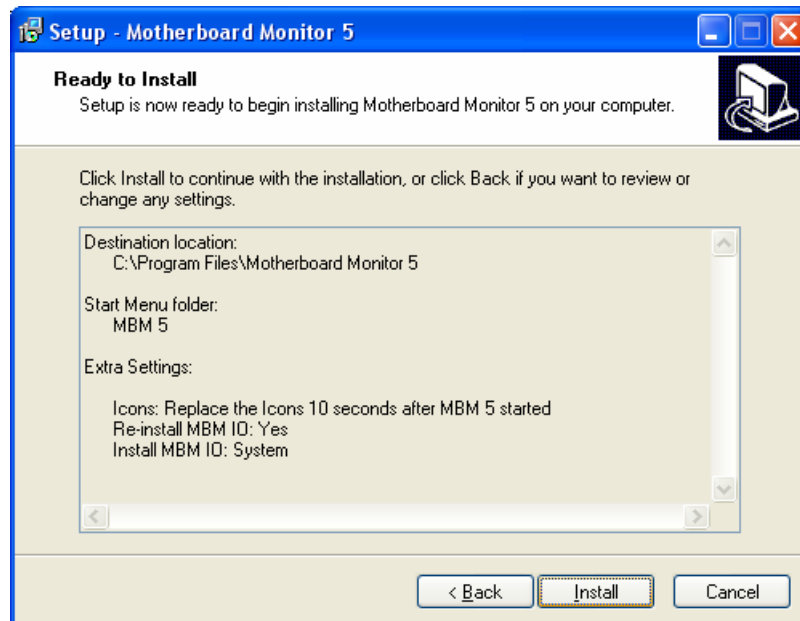 Setup - Motherboard Monitor 5
Ready to Install
Setup is now ready to begin installing Motherboard Monitor 5 on your computer.
Click Install to continue with the installation, or click Back if you want to review or
change any settings.
Destination location:
C:\Program Files\Motherboard Monitor 5
Start Menu folder:
MBM 5
Extra Settings:
Icons: Replace the Icons 10 seconds after MBM 5 started
Re-install MBM IO: Yes
Install MBM IO: System
< Back
Install
Cancel